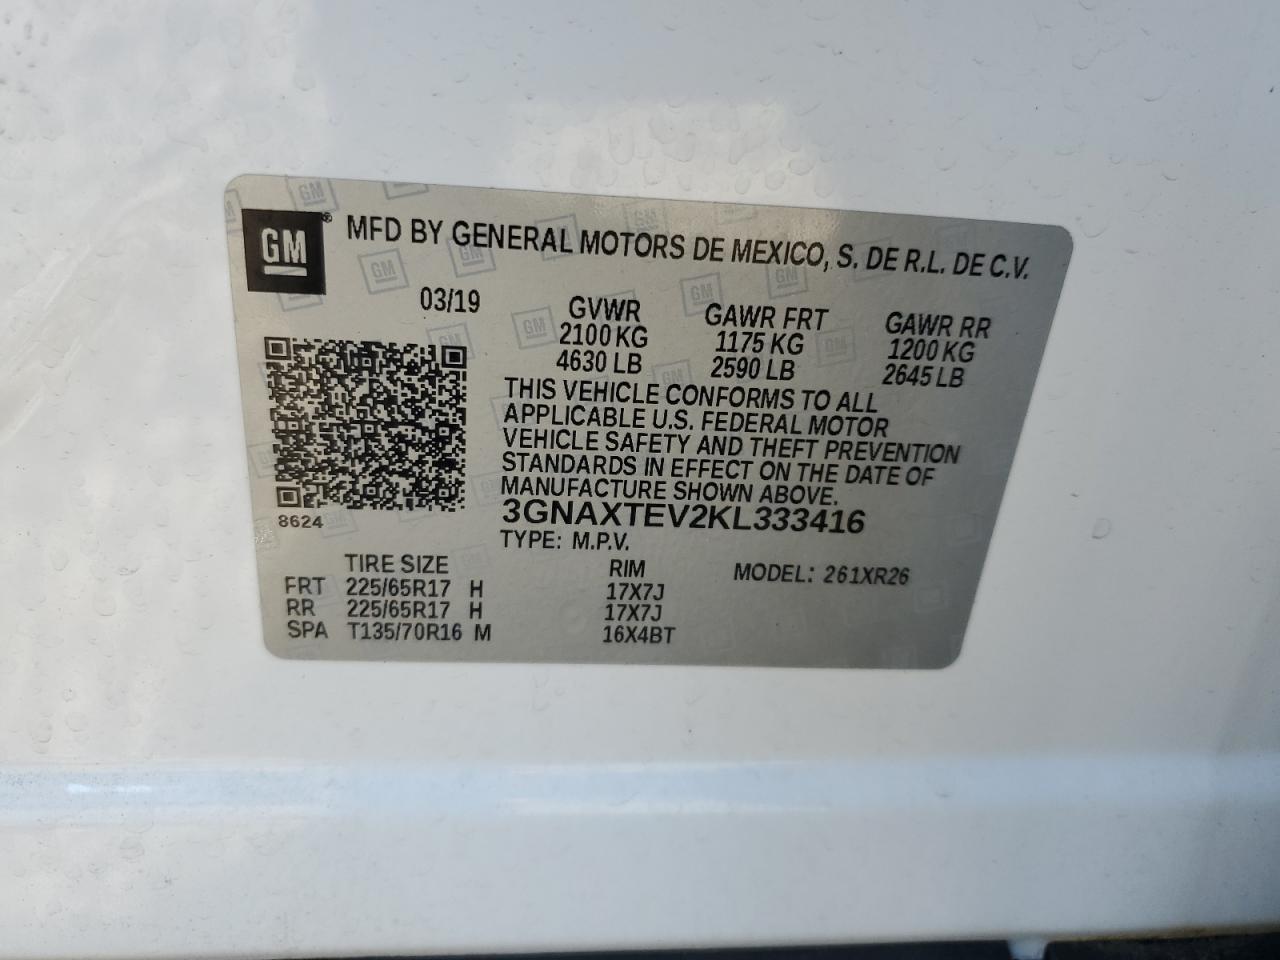 GM® MFD BY GENERAL MOTORS DE MEXICO, S. DE R.L. DE C.V.
03/19 GVWR GAWR FRT GAWR RR
2100 KG 1175 KG 1200 KG
4630 LB 2590 LB 2645 LB
THIS VEHICLE CONFORMS TO ALL
APPLICABLE U.S. FEDERAL MOTOR
VEHICLE SAFETY AND THEFT PREVENTION
STANDARDS IN EFFECT ON THE DATE OF
MANUFACTURE SHOWN ABOVE.
8624 3GNAXTEV2KL333416
TYPE: M.P.V.
TIRE SIZE RIM MODEL: 261XR26
FRT 225/65R17 H 17X7J
RR 225/65R17 H 17X7J
SPA T135/70R16 M 16X4BT